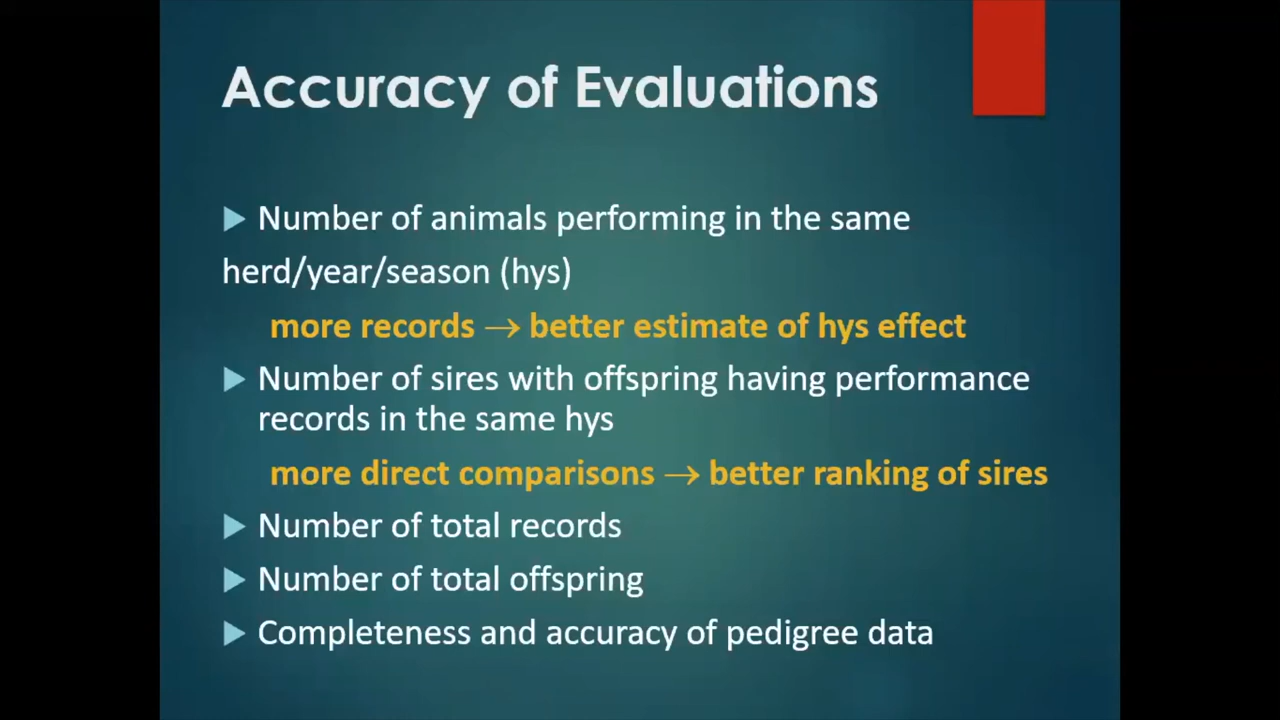 Accuracy of Evaluations
Number of animals performing in the same
herd/year/season (hys)
more records → better estimate of hys effect
Number of sires with offspring having performance
records in the same hys
more direct comparisons → better ranking of sires
Number of total records
Number of total offspring
Completeness and accuracy of pedigree data